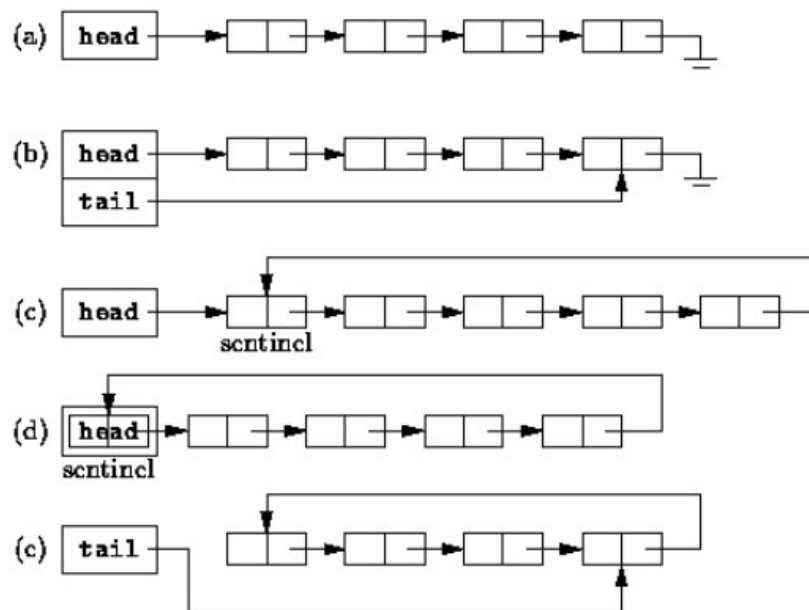 (a) head
(b) head
tail
(c) head
sentinel
(d) head
sentinel
(e) tail